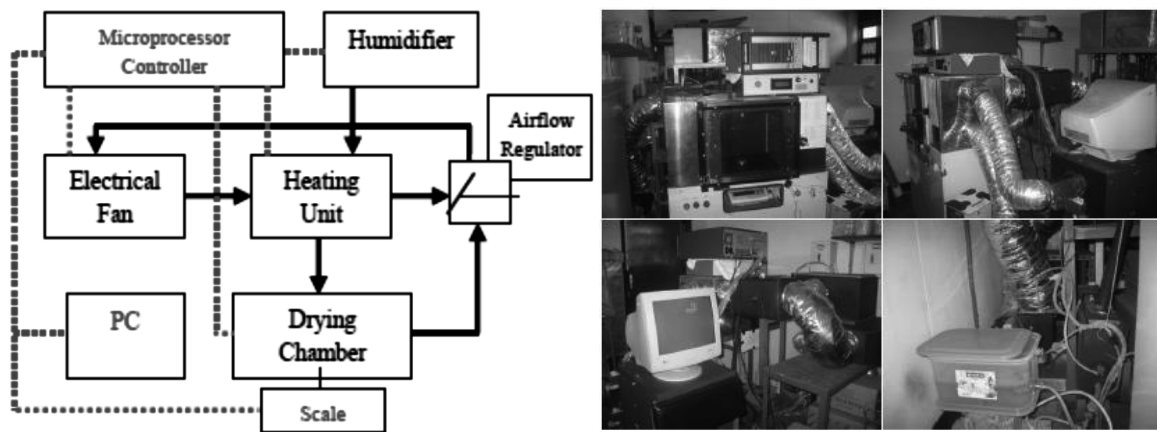 Microprocessor
Controller
Humidifier
Airflow
Regulator
Electrical
Fan
Heating
Unit
PC
Drying
Chamber
Scale